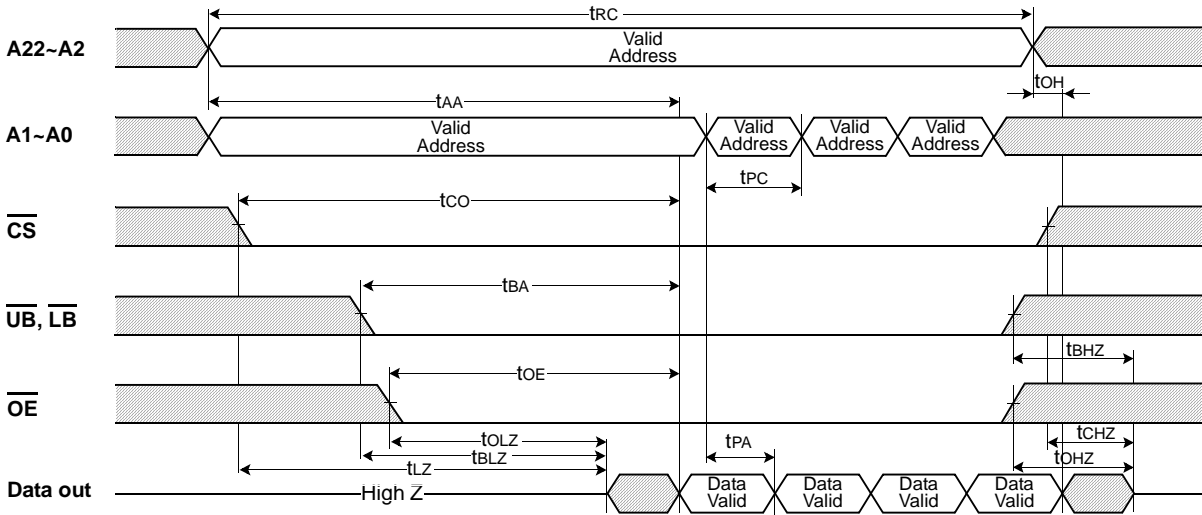 tRC
A22~A2
Valid
Address
tOH
tAA
A1~A0
Valid
Address
Valid
Address
Valid
Address
Valid
Address
tPC
tCO
CS
tBA
UB, LB
tBHZ
tOE
OE
tOLZ
tBLZ
tLZ
tPA
tCHZ
tOHZ
Data out
High Z
Data
Valid
Data
Valid
Data
Valid
Data
Valid